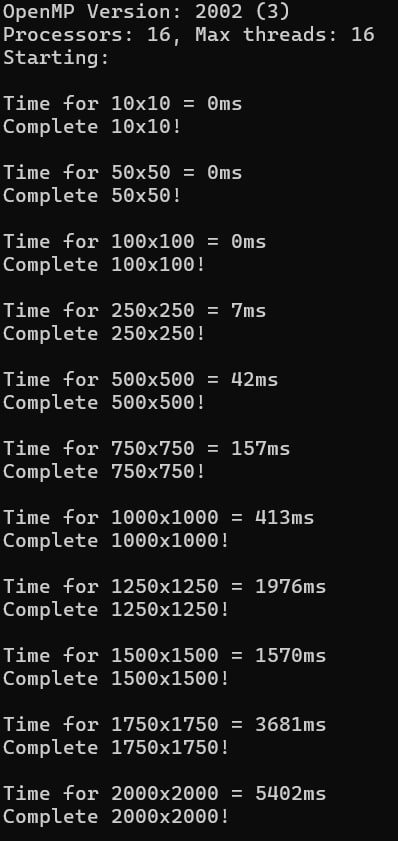 OpenMP Version: 2002 (3)
Processors: 16, Max threads: 16
Starting:
Time for 10x10 = 0ms
Complete 10x10!
Time for 50x50 = 0ms
Complete 50x50!
Time for 100x100 = 0ms
Complete 100x100!
Time for 250x250 = 7ms
Complete 250x250!
Time for 500x500 = 42ms
Complete 500x500!
Time for 750x750 = 157ms
Complete 750x750!
Time for 1000x1000 = 413ms
Complete 1000x1000!
Time for 1250x1250 = 1976ms
Complete 1250x1250!
Time for 1500x1500 = 1570ms
Complete 1500x1500!
Time for 1750x1750 = 3681ms
Complete 1750x1750!
Time for 2000x2000 = 5402ms
Complete 2000x2000!